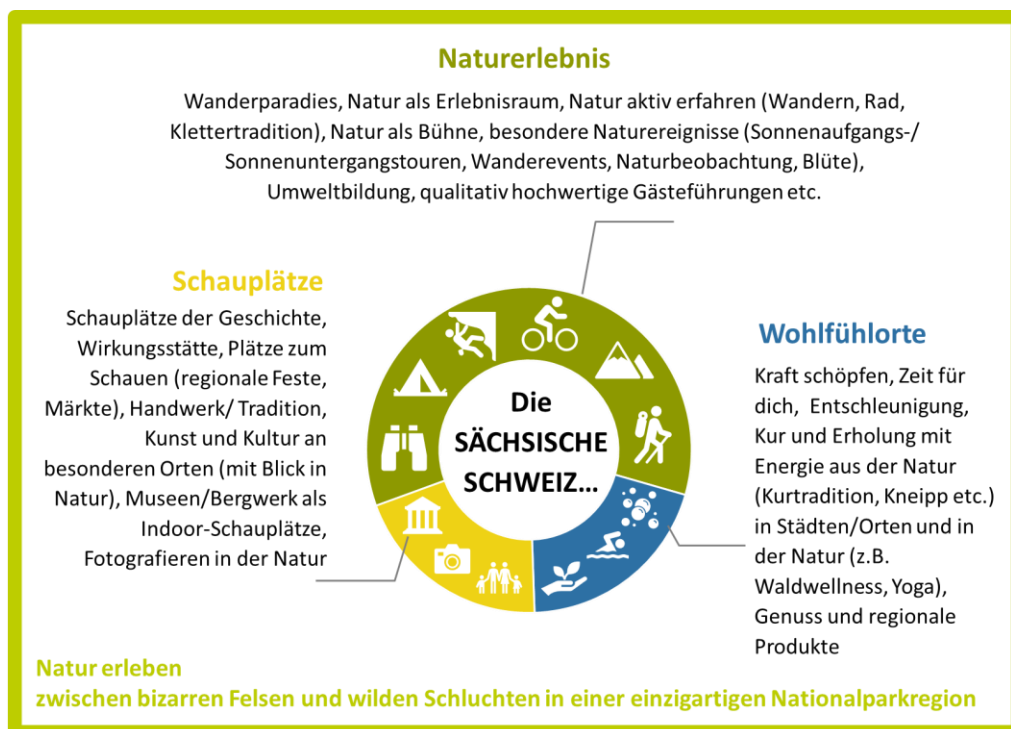 Naturerlebnis
Wanderparadies, Natur als Erlebnisraum, Natur aktiv erfahren (Wandern, Rad,
Klettertradition), Natur als Bühne, besondere Naturereignisse (Sonnenaufgangs-/
Sonnenuntergangstouren, Wanderevents, Naturbeobachtung, Blüte),
Umweltbildung, qualitativ hochwertige Gästeführungen etc.
Schauplätze
Schauplätze der Geschichte,
Wirkungsstätte, Plätze zum
Schauen (regionale Feste,
Märkte), Handwerk/ Tradition,
Kunst und Kultur an
besonderen Orten (mit Blick in
Natur), Museen/Bergwerk als
Indoor-Schauplätze,
Fotografieren in der Natur
Die
SÄCHSISCHE
SCHWEIZ...
Wohlfühlorte
Kraft schöpfen, Zeit für
dich, Entschleunigung,
Kur und Erholung mit
Energie aus der Natur
(Kurtradition, Kneipp etc.)
in Städten/Orten und in
der Natur (z.B.
Waldwellness, Yoga),
Genuss und regionale
Produkte
Natur erleben
zwischen bizarren Felsen und wilden Schluchten in einer einzigartigen Nationalparkregion